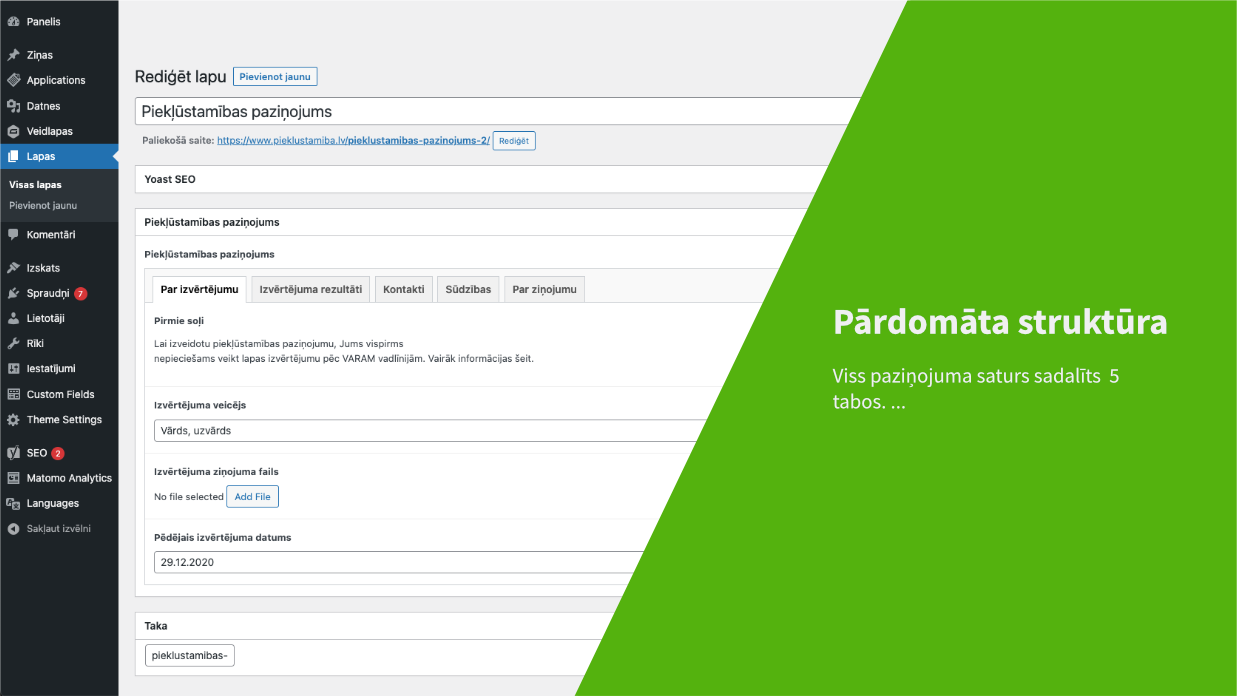 Panelis
Ziņas
Applications
Datnes
Veidlapas
Lapas
Visas lapas
Pievienot jaunu
Komentāri
Izskats
Spraudņi 7
Lietotāji
Rīki
Iestatījumi
Custom Fields
Theme Settings
SEO 2
Matomo Analytics
Languages
Sakļaut izvēlni
Rediģēt lapu Pievienot jaunu
Piekļūstamības paziņojums
Paliekošā saite: https://www.pieklustamiba.lv/pieklustamibas-pazinojums-2/ Rediģēt
Yoast SEO
Piekļūstamības paziņojums
Piekļūstamības paziņojums
Par izvērtējumu Izvērtējuma rezultāti Kontakti Sūdzības Par ziņojumu
Pirmie soļi
Lai izveidotu piekļūstamības paziņojumu, Jums vispirms
nepieciešams veikt lapas izvērtējumu pēc VARAM vadlīnijām. Vairāk informācijas šeit.
Izvērtējuma veicējs
Vārds, uzvārds
Izvērtējuma ziņojuma fails
No file selected Add File
Pēdējais izvērtējuma datums
29.12.2020
Taka
pieklustamibas-
Pārdomāta struktūra
Viss paziņojuma saturs sadalīts 5
tabos. ...